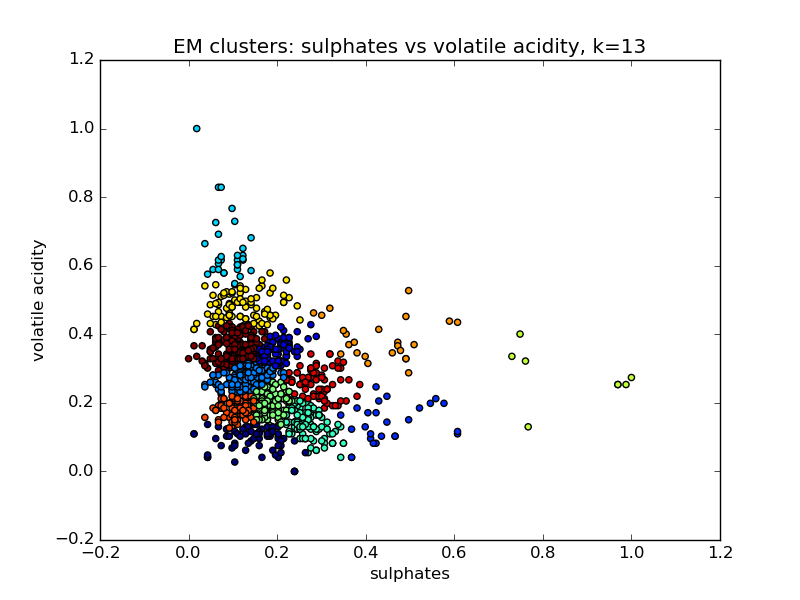 EM clusters: sulphates vs volatile acidity, k=13
1.2
1.0
0.8
0.6
0.4
0.2
0.0
−0.2
volatile acidity
−0.2 0.0 0.2 0.4 0.6 0.8 1.0 1.2
sulphates